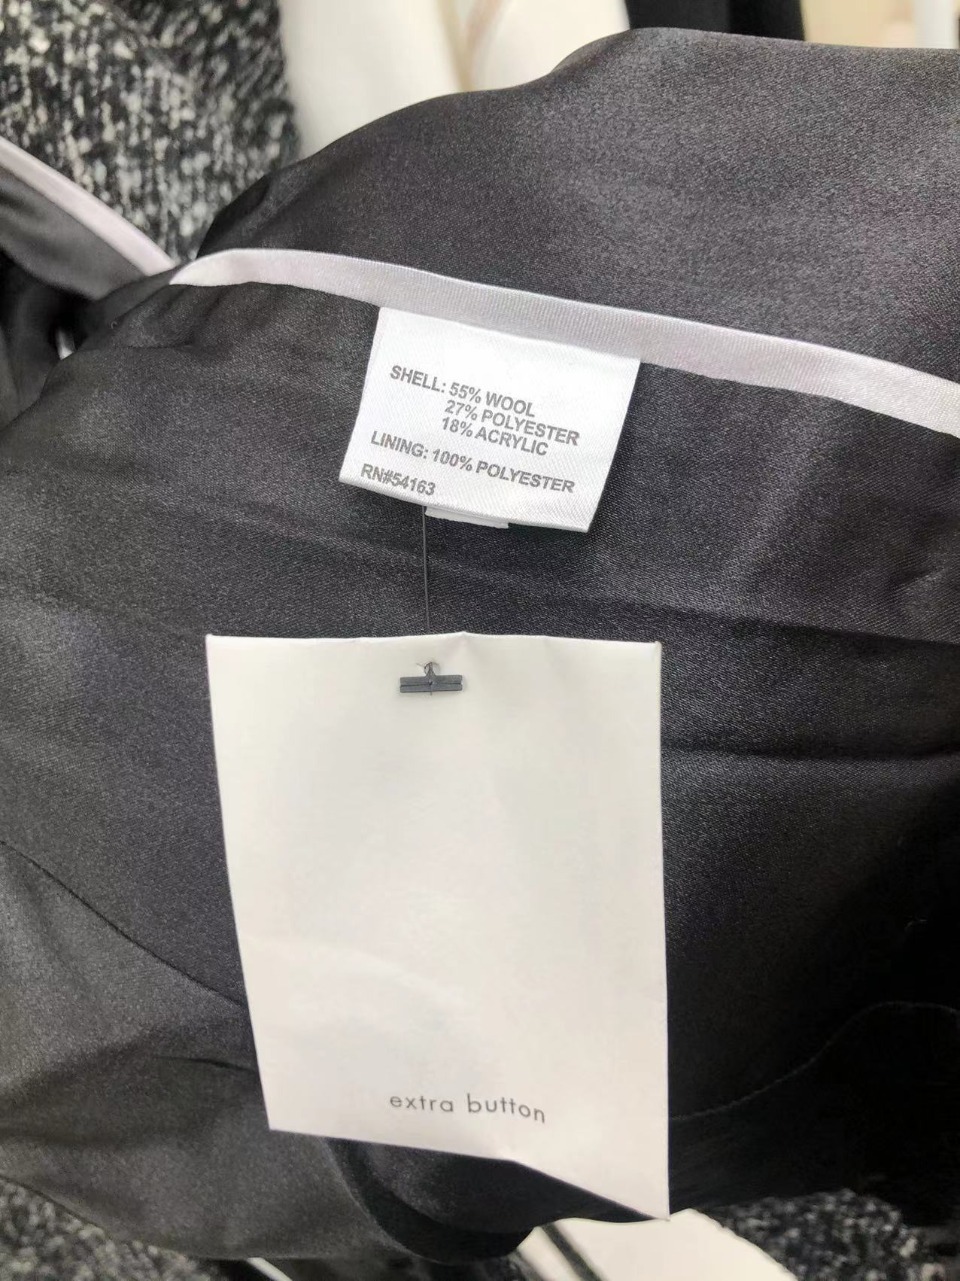 SHELL: 55% WOOL
27% POLYESTER
18% ACRYLIC
LINING: 100% POLYESTER
RN#54163
extra button